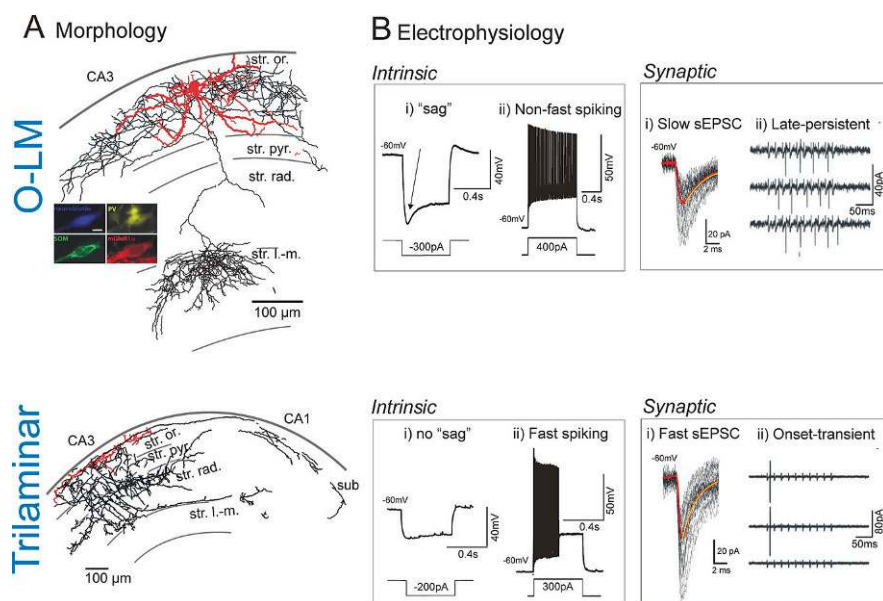 A Morphology
B Electrophysiology
O-LM
CA3
str. or.
str. pyr.
str. rad.
str. l.-m.
PV
SOM
100 µm
Intrinsic
i) "sag"
ii) Non-fast spiking
-60mV
40mV
0.4s
-300pA
50mV
0.4s
-60mV
400pA
Synaptic
i) Slow sEPSC
ii) Late-persistent
-60mV
20 pA
2 ms
40pA
50ms
Trilaminar
CA3
CA1
str. or.
str. pyr.
str. rad.
str. l.-m.
sub
100 µm
Intrinsic
i) no "sag"
ii) Fast spiking
-60mV
40mV
0.4s
-200pA
50mV
0.4s
-60mV
300pA
Synaptic
i) Fast sEPSC
ii) Onset-transient
-60mV
20 pA
2 ms
80pA
50ms